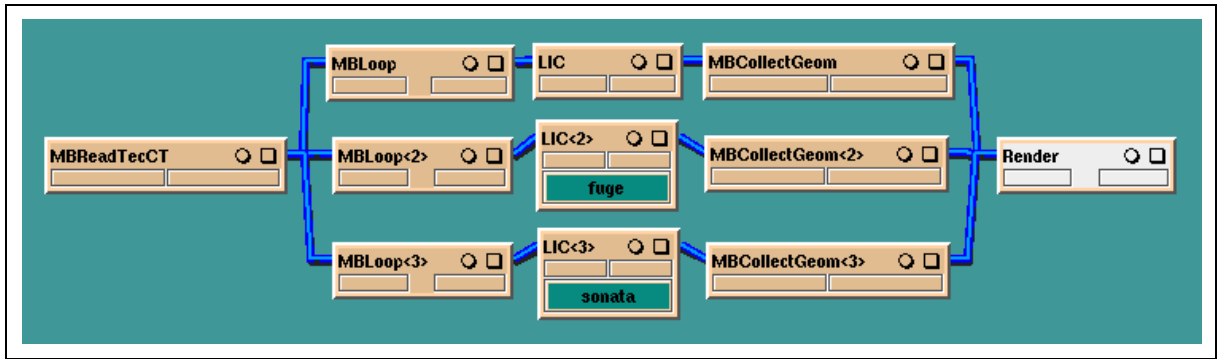 MBLoop
LIC
MBCollectGeom
MBReadTecCT
MBLoop<2>
LIC<2>
fuge
MBCollectGeom<2>
Render
MBLoop<3>
LIC<3>
sonata
MBCollectGeom<3>